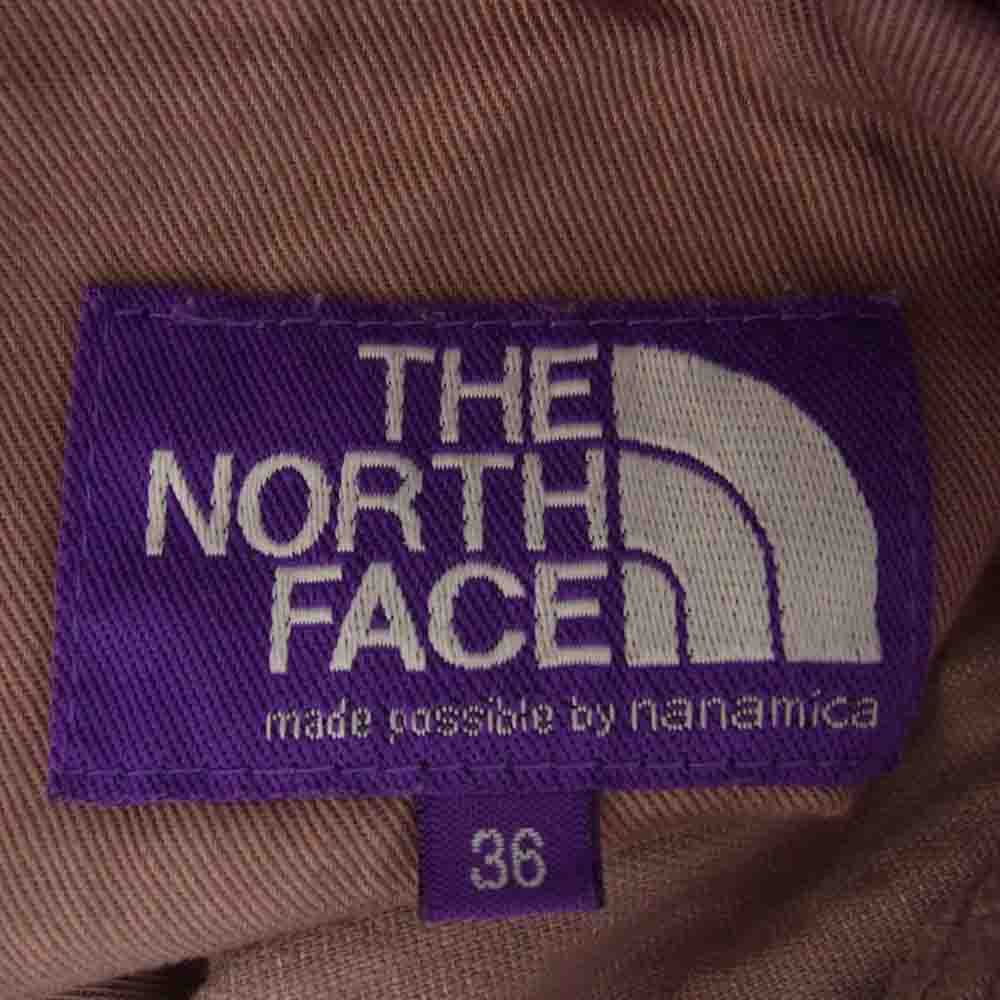 THE
NORTH
FACE
made possible by nanamica
36